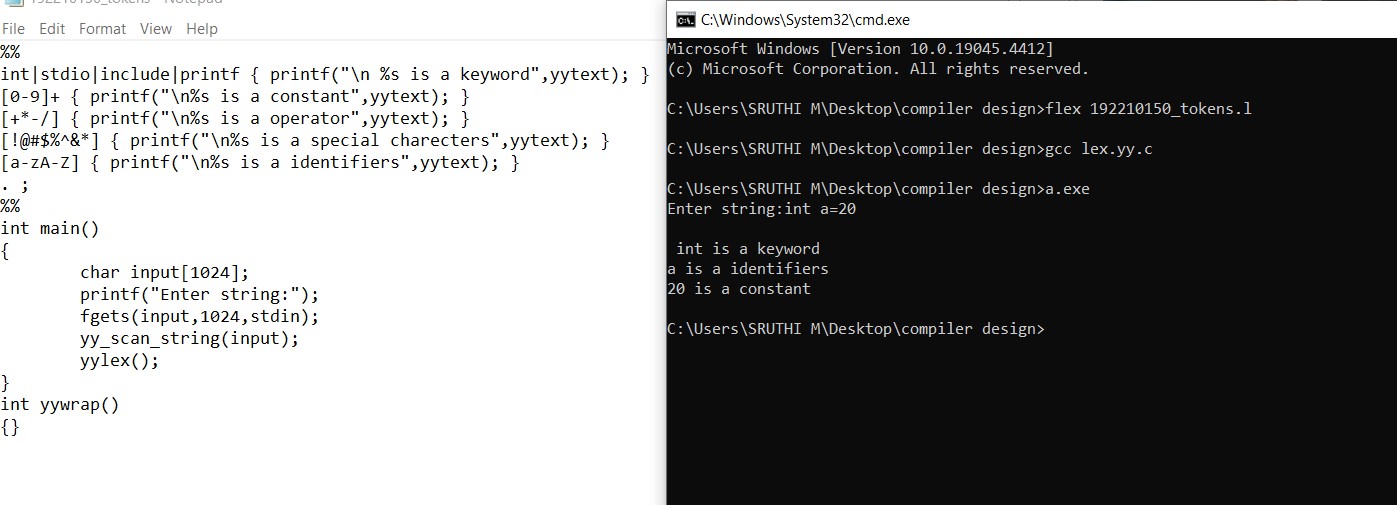 192210150_tokens - Notepad
File Edit Format View Help
%%
int|stdio|include|printf { printf("\n %s is a keyword",yytext); }
[0-9]+ { printf("\n%s is a constant",yytext); }
[+*-/] { printf("\n%s is a operator",yytext); }
[!@#$%^&*] { printf("\n%s is a special charecters",yytext); }
[a-zA-Z] { printf("\n%s is a identifiers",yytext); }
. ;
%%
int main()
{
char input[1024];
printf("Enter string:");
fgets(input,1024,stdin);
yy_scan_string(input);
yylex();
}
int yywrap()
{}
C:\Windows\System32\cmd.exe
Microsoft Windows [Version 10.0.19045.4412]
(c) Microsoft Corporation. All rights reserved.
C:\Users\SRUTHI M\Desktop\compiler design>flex 192210150_tokens.l
C:\Users\SRUTHI M\Desktop\compiler design>gcc lex.yy.c
C:\Users\SRUTHI M\Desktop\compiler design>a.exe
Enter string:int a=20
int is a keyword
a is a identifiers
20 is a constant
C:\Users\SRUTHI M\Desktop\compiler design>